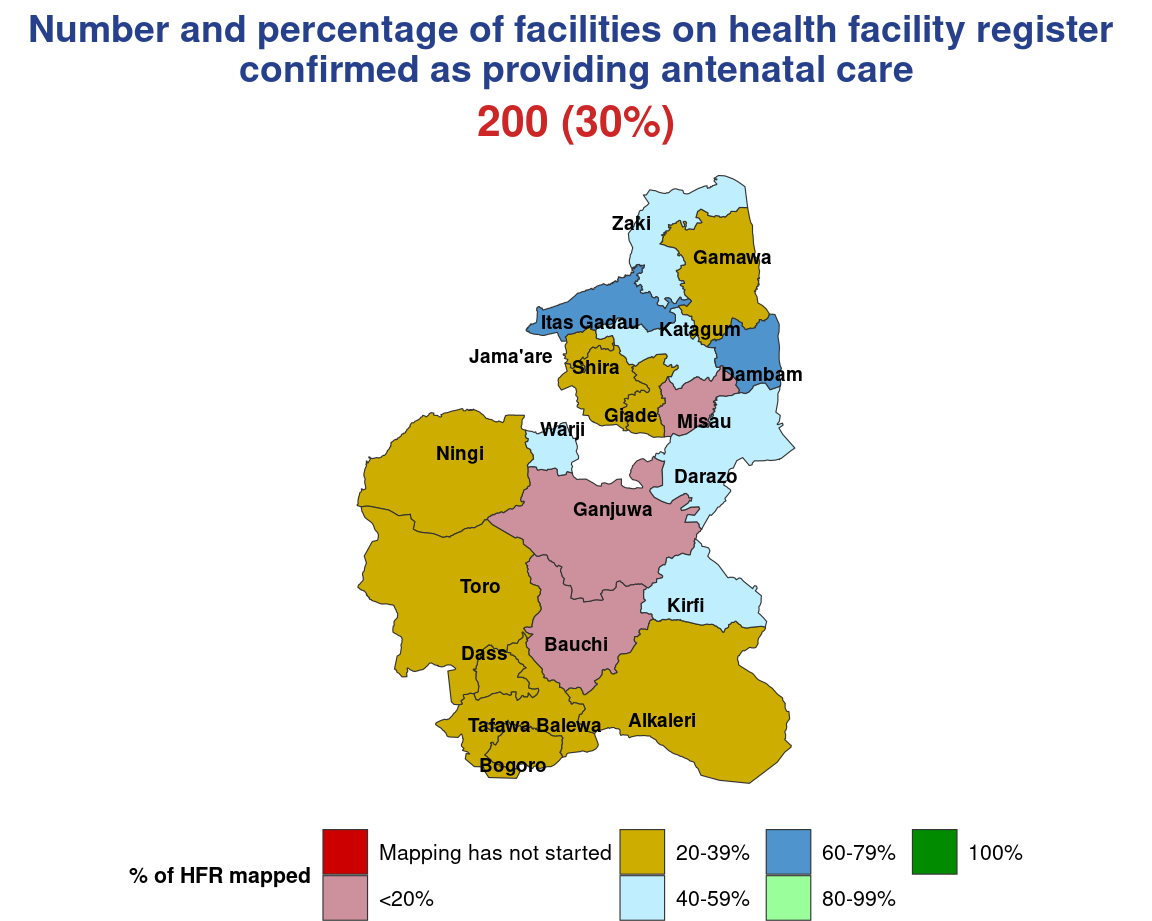 Number and percentage of facilities on health facility register
confirmed as providing antenatal care
200 (30%)
Zaki
Gamawa
Itas Gadau
Katagum
Jama'are
Shira
Dambam
Giade
Misau
Warji
Ningi
Darazo
Ganjuwa
Toro
Kirfi
Bauchi
Dass
Alkaleri
Tafawa Balewa
Bogoro
% of HFR mapped
Mapping has not started
<20%
20-39%
40-59%
60-79%
80-99%
100%